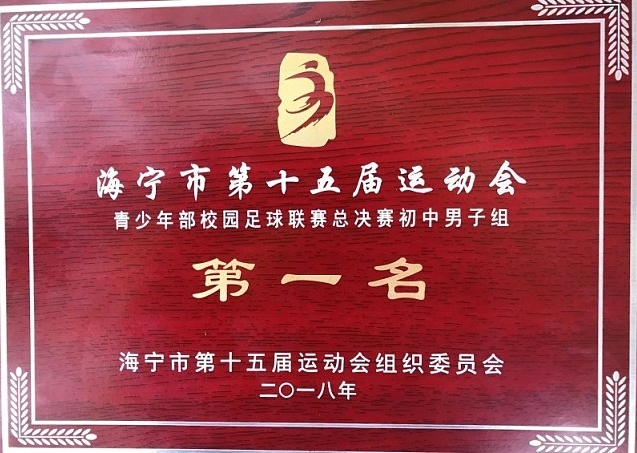 海宁市第十五届运动会
青少年部校园足球联赛总决赛初中男子组
第一名
海宁市第十五届运动会组织委员会
二〇一八年